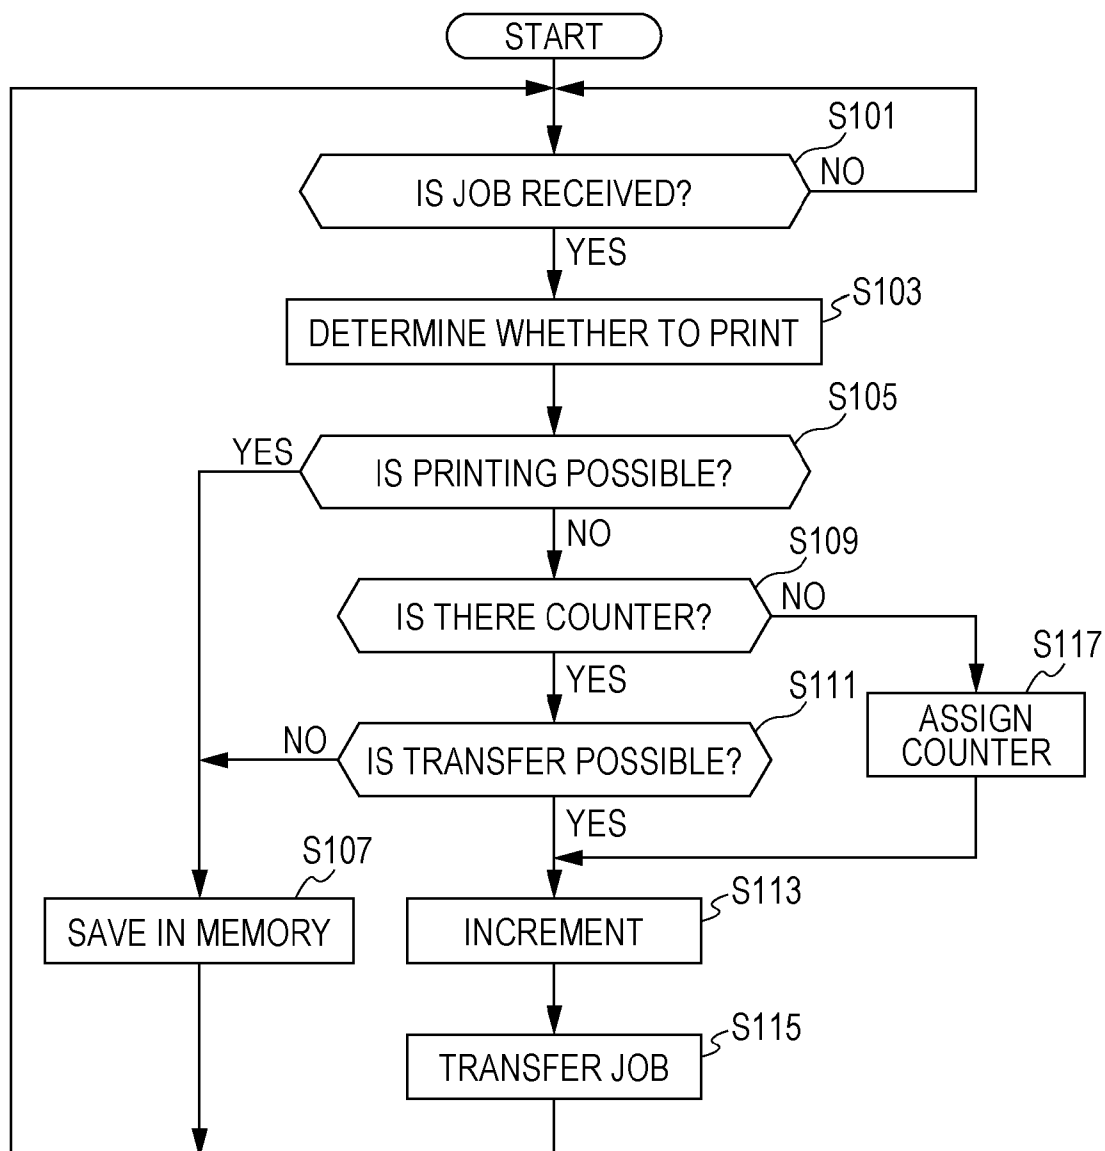 START
S101
IS JOB RECEIVED?
NO
YES
S103
DETERMINE WHETHER TO PRINT
S105
YES
IS PRINTING POSSIBLE?
NO
S109
IS THERE COUNTER?
NO
YES
S117
ASSIGN
COUNTER
S111
NO
IS TRANSFER POSSIBLE?
YES
S107
SAVE IN MEMORY
S113
INCREMENT
S115
TRANSFER JOB